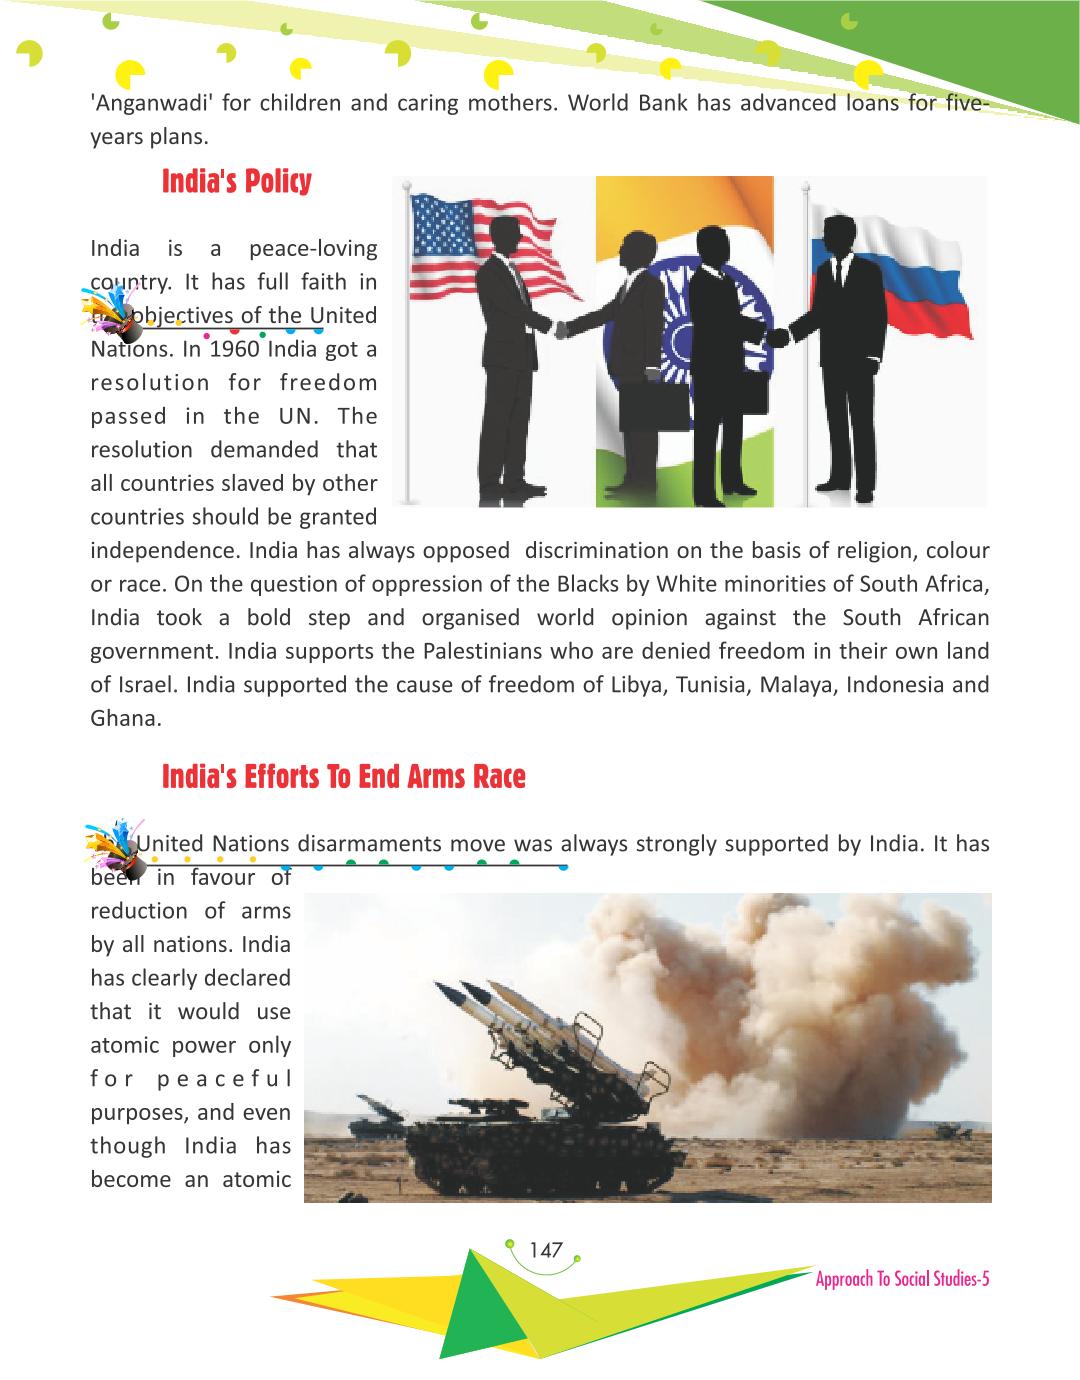 'Anganwadi' for children and caring mothers. World Bank has advanced loans for five-
years plans.
India's Policy
India is a peace-loving
country. It has full faith in
objectives of the United
Nations. In 1960 India got a
resolution for freedom
passed in the UN. The
resolution demanded that
all countries slaved by other
countries should be granted
independence. India has always opposed discrimination on the basis of religion, colour
or race. On the question of oppression of the Blacks by White minorities of South Africa,
India took a bold step and organised world opinion against the South African
government. India supports the Palestinians who are denied freedom in their own land
of Israel. India supported the cause of freedom of Libya, Tunisia, Malaya, Indonesia and
Ghana.
India's Efforts To End Arms Race
United Nations disarmaments move was always strongly supported by India. It has
been in favour of
reduction of arms
by all nations. India
has clearly declared
that it would use
atomic power only
for peaceful
purposes, and even
though India has
become an atomic
147
Approach To Social Studies-5